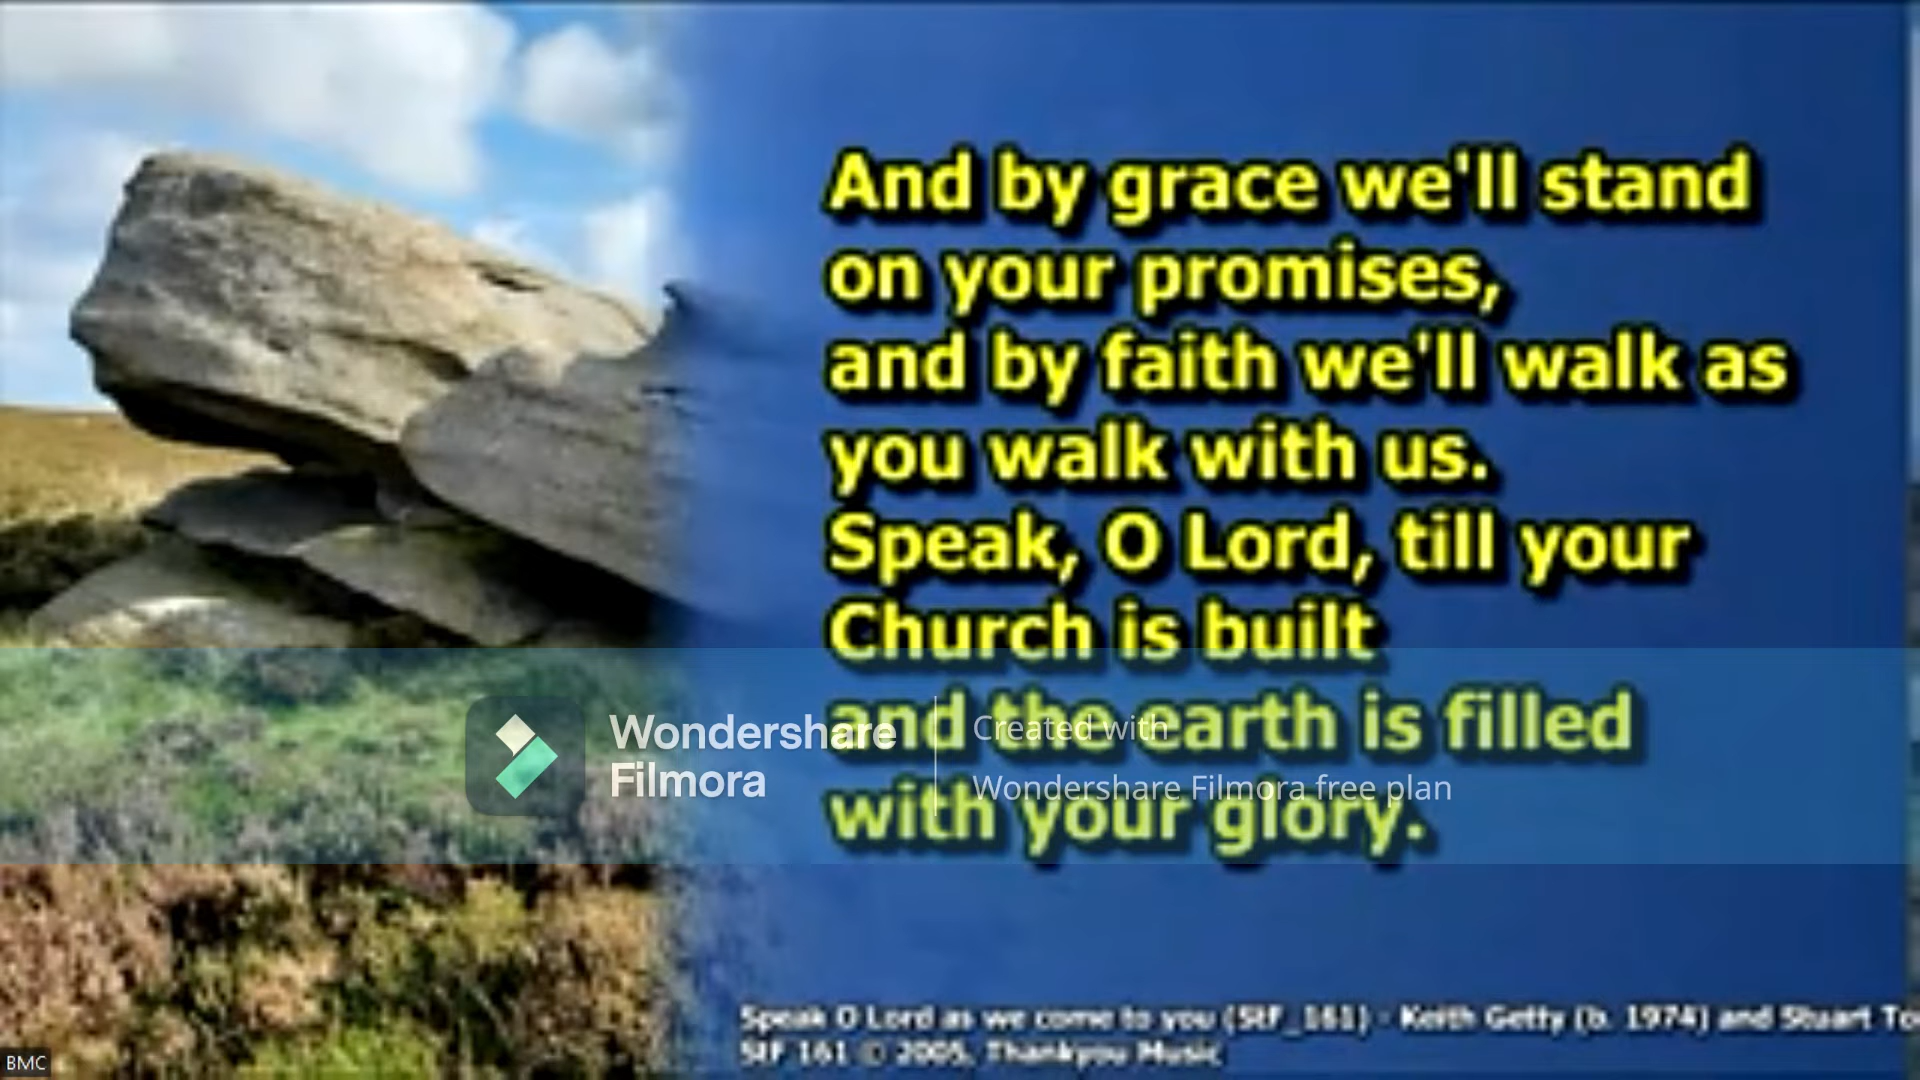 And by grace we'll stand
on your promises,
and by faith we'll walk as
you walk with us.
Speak, O Lord, till your
Church is built
and the earth is filled
with your glory.
Wondershare
Filmora
Created with
Wondershare Filmora free plan
Speak O Lord as we come to you (StF_161) - Keith Getty (b. 1974) and Stuart To
StF 161 © 2005, Thankyou Music
BMC